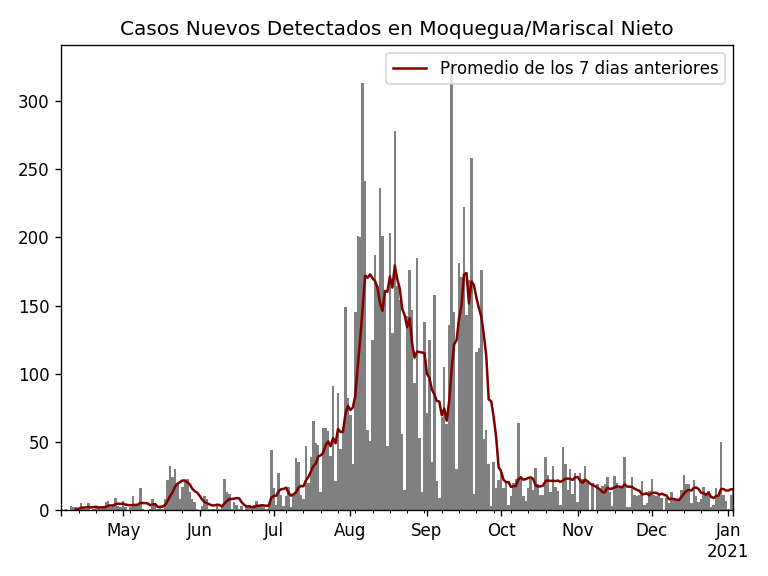 Casos Nuevos Detectados en Moquegua/Mariscal Nieto
Promedio de los 7 dias anteriores
300
250
200
150
100
50
0
May Jun Jul Aug Sep Oct Nov Dec Jan
2021